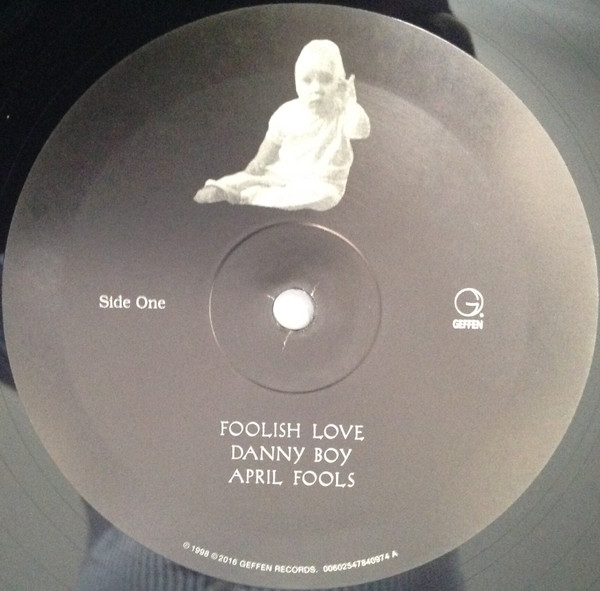 Side One
GEFFEN
FOOLISH LOVE
DANNY BOY
APRIL FOOLS
© 1998 © 2016 GEFFEN RECORDS. 00602547840974 A